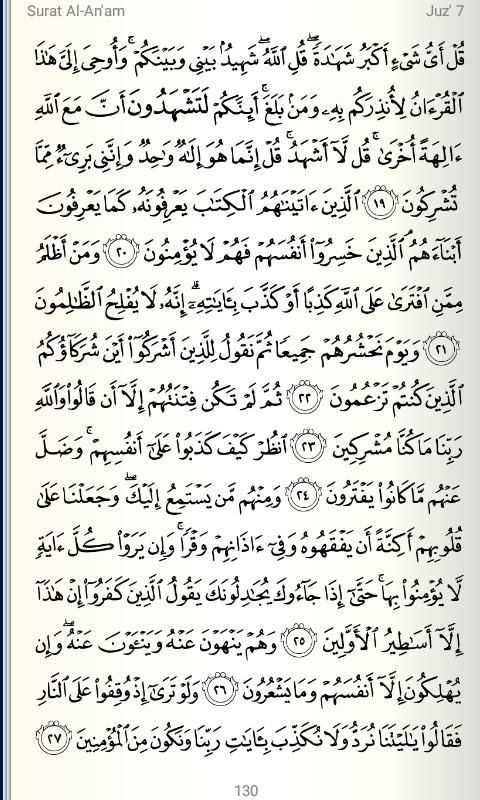 Surat Al-An'am Juz' 7
قُلْ أَيُّ شَىْءٍ أَكْبَرُ شَهَـٰدَةً ۖ قُلِ ٱللَّهُ ۖ شَهِيدٌۢ بَيْنِى وَبَيْنَكُمْ ۚ وَأُوحِىَ إِلَىَّ هَـٰذَا
ٱلْقُرْءَانُ لِأُنذِرَكُم بِهِۦ وَمَنۢ بَلَغَ ۚ أَئِنَّكُمْ لَتَشْهَدُونَ أَنَّ مَعَ ٱللَّهِ
ءَالِهَةً أُخْرَىٰ ۚ قُل لَّآ أَشْهَدُ ۚ قُلْ إِنَّمَا هُوَ إِلَـٰهٌ وَٰحِدٌ وَإِنَّنِى بَرِىٓءٌ مِّمَّا
تُشْرِكُونَ ١٩ ٱلَّذِينَ ءَاتَيْنَـٰهُمُ ٱلْكِتَـٰبَ يَعْرِفُونَهُۥ كَمَا يَعْرِفُونَ
أَبْنَآءَهُمُ ۘ ٱلَّذِينَ خَسِرُوٓا۟ أَنفُسَهُمْ فَهُمْ لَا يُؤْمِنُونَ ٢٠ وَمَنْ أَظْلَمُ
مِمَّنِ ٱفْتَرَىٰ عَلَى ٱللَّهِ كَذِبًا أَوْ كَذَّبَ بِـَٔايَـٰتِهِۦٓ ۗ إِنَّهُۥ لَا يُفْلِحُ ٱلظَّـٰلِمُونَ
٢١ وَيَوْمَ نَحْشُرُهُمْ جَمِيعًا ثُمَّ نَقُولُ لِلَّذِينَ أَشْرَكُوٓا۟ أَيْنَ شُرَكَآؤُكُمُ
ٱلَّذِينَ كُنتُمْ تَزْعُمُونَ ٢٢ ثُمَّ لَمْ تَكُن فِتْنَتُهُمْ إِلَّآ أَن قَالُوا۟ وَٱللَّهِ
رَبِّنَا مَا كُنَّا مُشْرِكِينَ ٢٣ ٱنظُرْ كَيْفَ كَذَبُوا۟ عَلَىٰٓ أَنفُسِهِمْ ۚ وَضَلَّ
عَنْهُم مَّا كَانُوا۟ يَفْتَرُونَ ٢٤ وَمِنْهُم مَّن يَسْتَمِعُ إِلَيْكَ ۖ وَجَعَلْنَا عَلَىٰ
قُلُوبِهِمْ أَكِنَّةً أَن يَفْقَهُوهُ وَفِىٓ ءَاذَانِهِمْ وَقْرًا ۚ وَإِن يَرَوْا۟ كُلَّ ءَايَةٍ
لَّا يُؤْمِنُوا۟ بِهَا ۚ حَتَّىٰٓ إِذَا جَآءُوكَ يُجَـٰدِلُونَكَ يَقُولُ ٱلَّذِينَ كَفَرُوٓا۟ إِنْ هَـٰذَآ
إِلَّآ أَسَـٰطِيرُ ٱلْأَوَّلِينَ ٢٥ وَهُمْ يَنْهَوْنَ عَنْهُ وَيَنْـَٔوْنَ عَنْهُ ۖ وَإِن
يُهْلِكُونَ إِلَّآ أَنفُسَهُمْ وَمَا يَشْعُرُونَ ٢٦ وَلَوْ تَرَىٰٓ إِذْ وُقِفُوا۟ عَلَى ٱلنَّارِ
فَقَالُوا۟ يَـٰلَيْتَنَا نُرَدُّ وَلَا نُكَذِّبَ بِـَٔايَـٰتِ رَبِّنَا وَنَكُونَ مِنَ ٱلْمُؤْمِنِينَ ٢٧
130